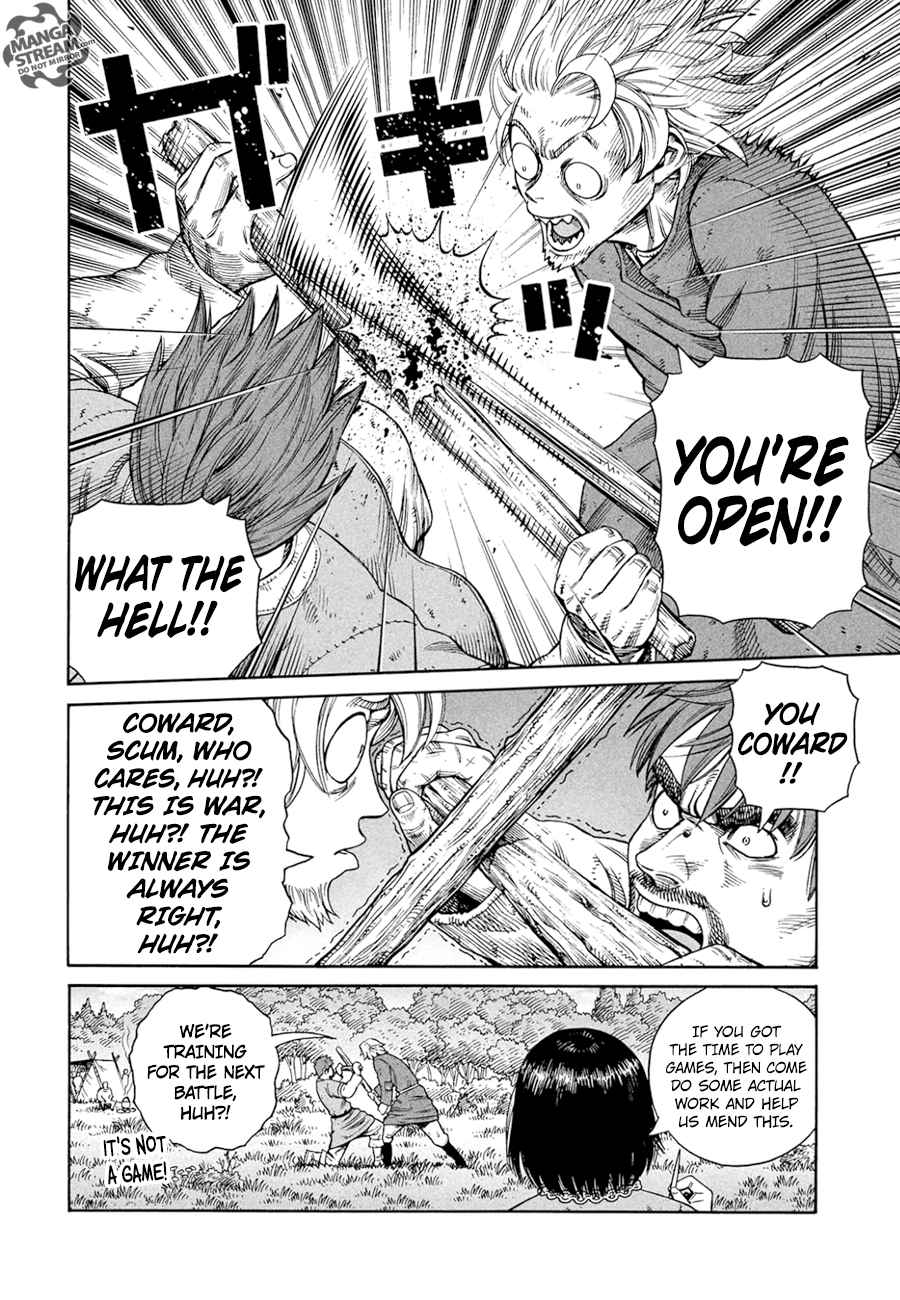 MANGA
STREAM.com
DO NOT MIRROR!
ガキッ
YOU'RE
OPEN!!
WHAT THE
HELL!!
YOU
COWARD
!!
COWARD,
SCUM, WHO
CARES, HUH?!
THIS IS WAR,
HUH?! THE
WINNER IS
ALWAYS
RIGHT,
HUH?!
IF YOU GOT
THE TIME TO PLAY
GAMES, THEN COME
DO SOME ACTUAL
WORK AND HELP
US MEND THIS.
WE'RE
TRAINING
FOR THE NEXT
BATTLE,
HUH?!
IT'S NOT
A GAME!